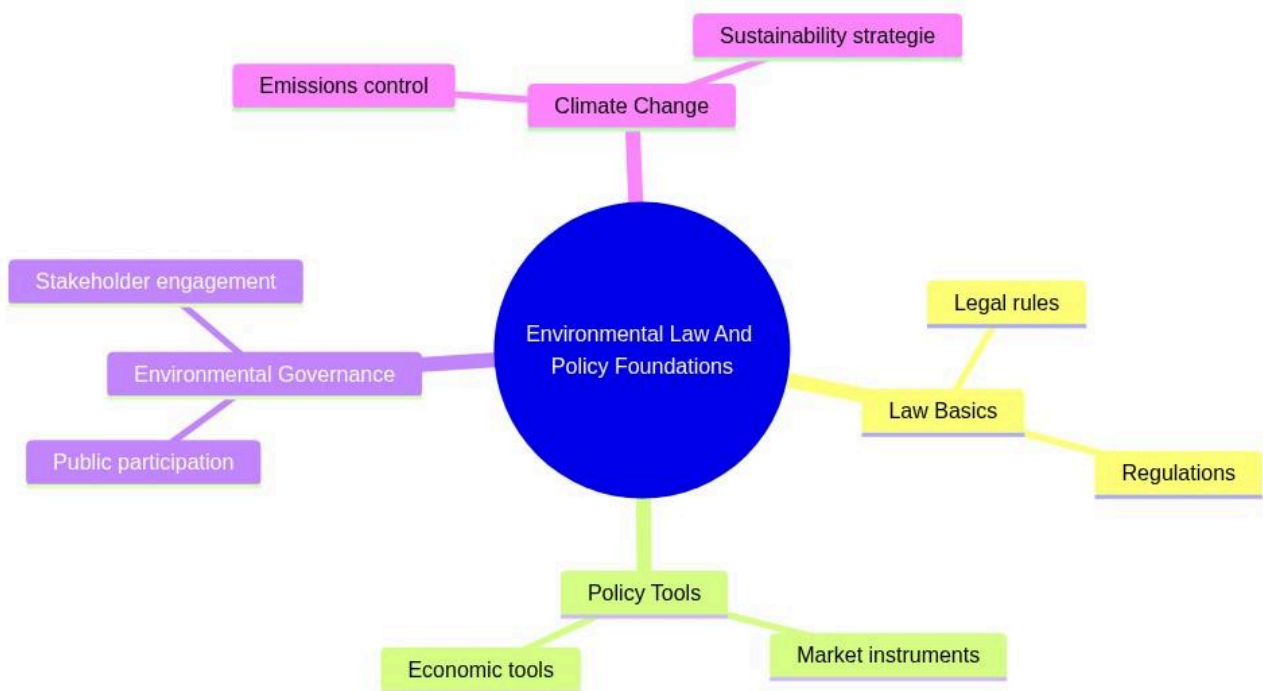 Sustainability strategie
Emissions control
Climate Change
Stakeholder engagement
Legal rules
Environmental Law And
Policy Foundations
Environmental Governance
Law Basics
Public participation
Regulations
Policy Tools
Market instruments
Economic tools